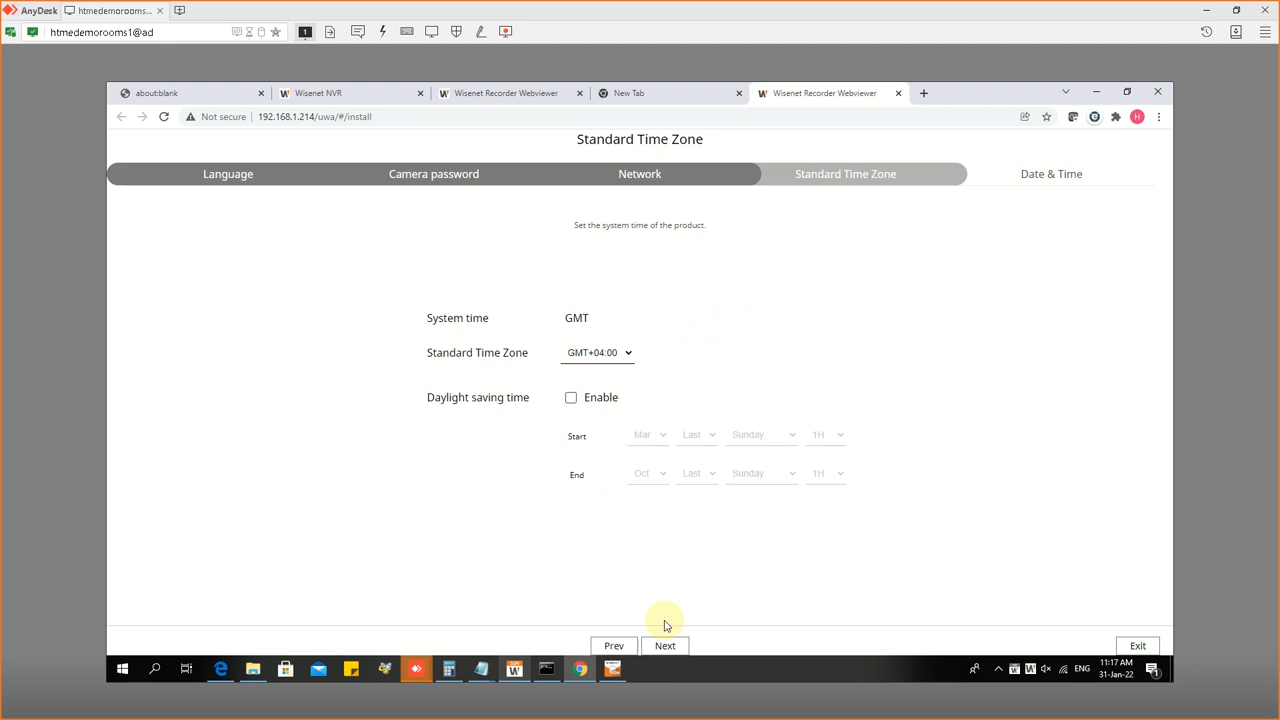 AnyDesk
htmedemorooms...
htmedemorooms1@ad
1
about:blank
Wisenet NVR
Wisenet Recorder Webviewer
New Tab
Wisenet Recorder Webviewer
Not secure
192.168.1.214/uwa/#/install
H
Standard Time Zone
Language
Camera password
Network
Standard Time Zone
Date & Time
Set the system time of the product.
System time
GMT
Standard Time Zone
GMT+04:00
Daylight saving time
Enable
Start
Mar
Last
Sunday
1H
End
Oct
Last
Sunday
1H
Prev
Next
Exit
ENG
11:17 AM
31-Jan-22
1